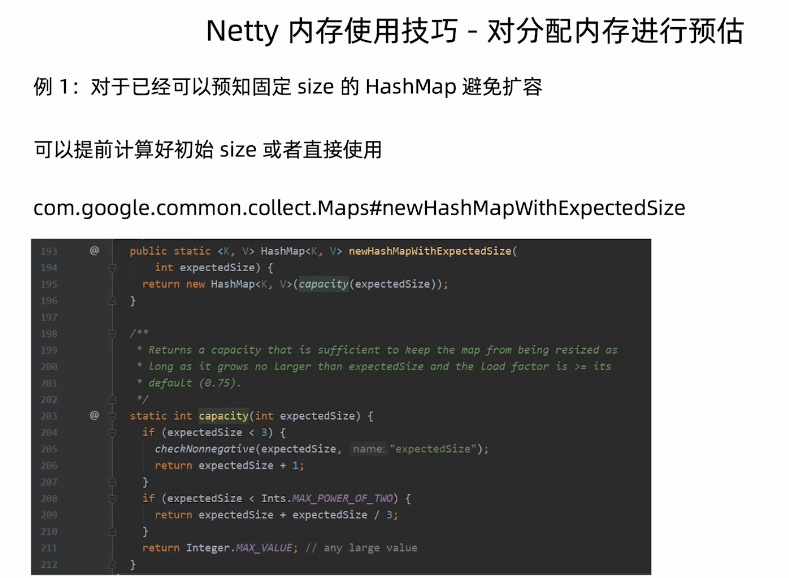 Netty 内存使用技巧 - 对分配内存进行预估
例 1：对于已经可以预知固定 size 的 HashMap 避免扩容
可以提前计算好初始 size 或者直接使用
com.google.common.collect.Maps#newHashMapWithExpectedSize
193 @ public static <K, V> HashMap<K, V> newHashMapWithExpectedSize(
194 int expectedSize) {
195 return new HashMap<K, V>(capacity(expectedSize));
196 }
197
198 /**
199 * Returns a capacity that is sufficient to keep the map from being resized as
200 * long as it grows no larger than expectedSize and the load factor is >= its
201 * default (0.75).
202 */
203 @ static int capacity(int expectedSize) {
204 if (expectedSize < 3) {
205 checkNonnegative(expectedSize, name: "expectedSize");
206 return expectedSize + 1;
207 }
208 if (expectedSize < Ints.MAX_POWER_OF_TWO) {
209 return expectedSize + expectedSize / 3;
210 }
211 return Integer.MAX_VALUE; // any large value
212 }